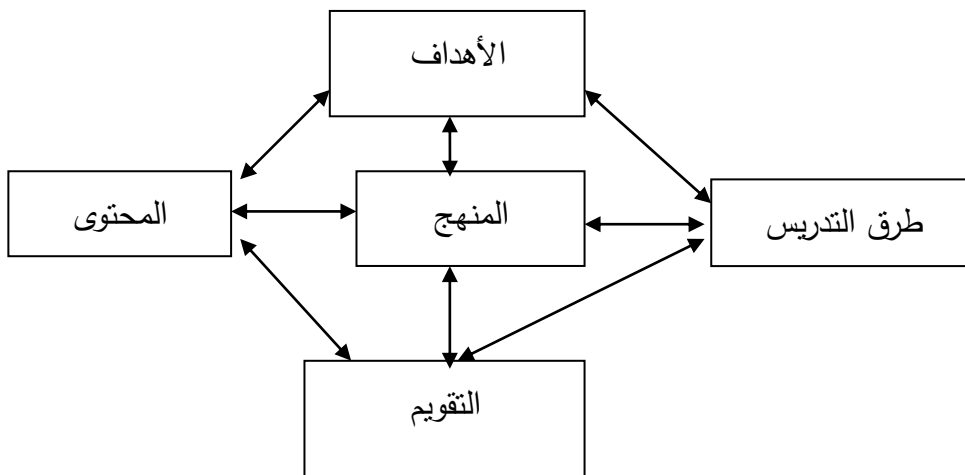 الأهداف
طرق التدريس
المنهج
المحتوى
التقويم